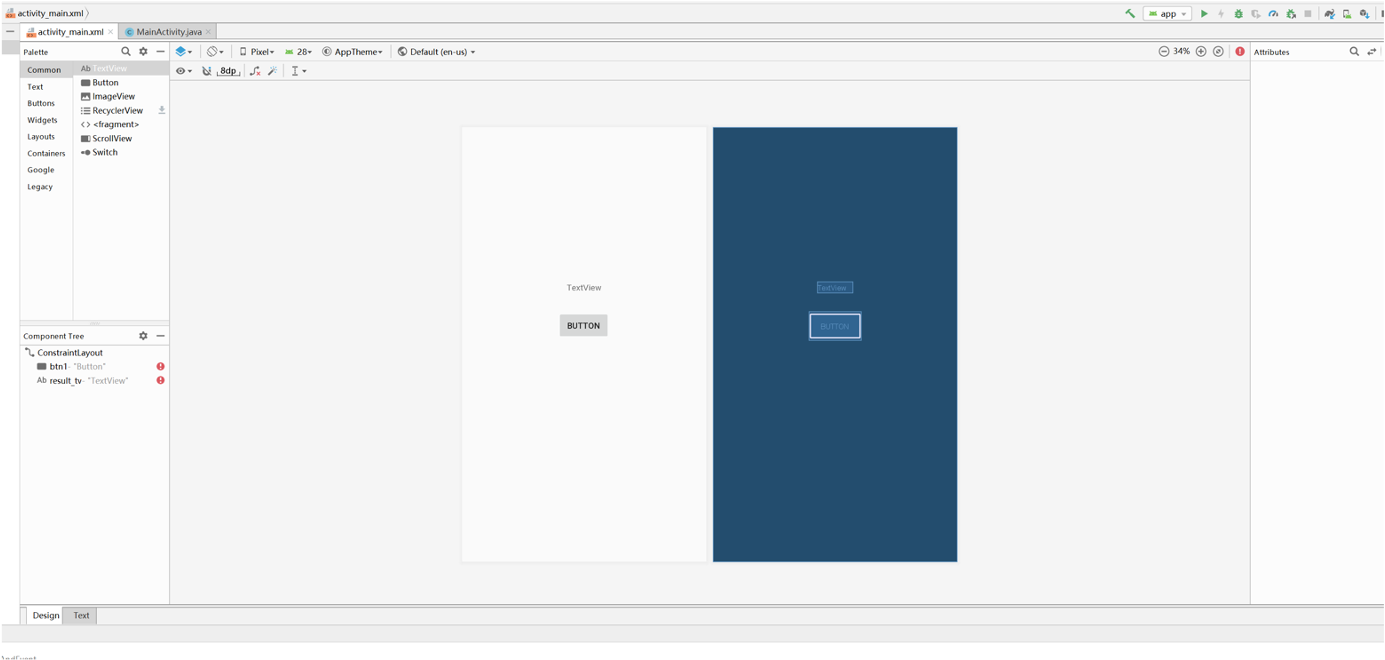 activity_main.xml
app
activity_main.xml
MainActivity.java
Palette
Pixel
28
AppTheme
Default (en-us)
34%
Attributes
Common
Text
Buttons
Widgets
Layouts
Containers
Google
Legacy
Ab TextView
Button
ImageView
RecyclerView
<> <fragment>
ScrollView
Switch
8dp
TextView
BUTTON
TextView
BUTTON
Component Tree
ConstraintLayout
btn1- "Button"
Ab result_tv- "TextView"
Design
Text